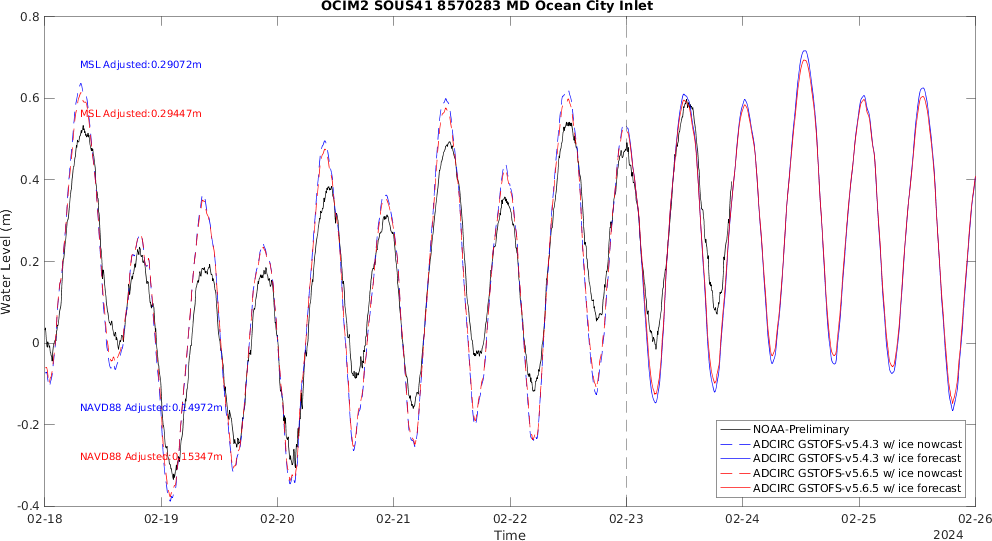 OCIM2 SOUS41 8570283 MD Ocean City Inlet
Water Level (m)
0.8
0.6
0.4
0.2
0
-0.2
-0.4
MSL Adjusted:0.29072m
MSL Adjusted:0.29447m
NAVD88 Adjusted:0.14972m
NAVD88 Adjusted:0.15347m
NOAA-Preliminary
ADCIRC GSTOFS-v5.4.3 w/ ice nowcast
ADCIRC GSTOFS-v5.4.3 w/ ice forecast
ADCIRC GSTOFS-v5.6.5 w/ ice nowcast
ADCIRC GSTOFS-v5.6.5 w/ ice forecast
02-18 02-19 02-20 02-21 02-22 02-23 02-24 02-25 02-26
Time
2024